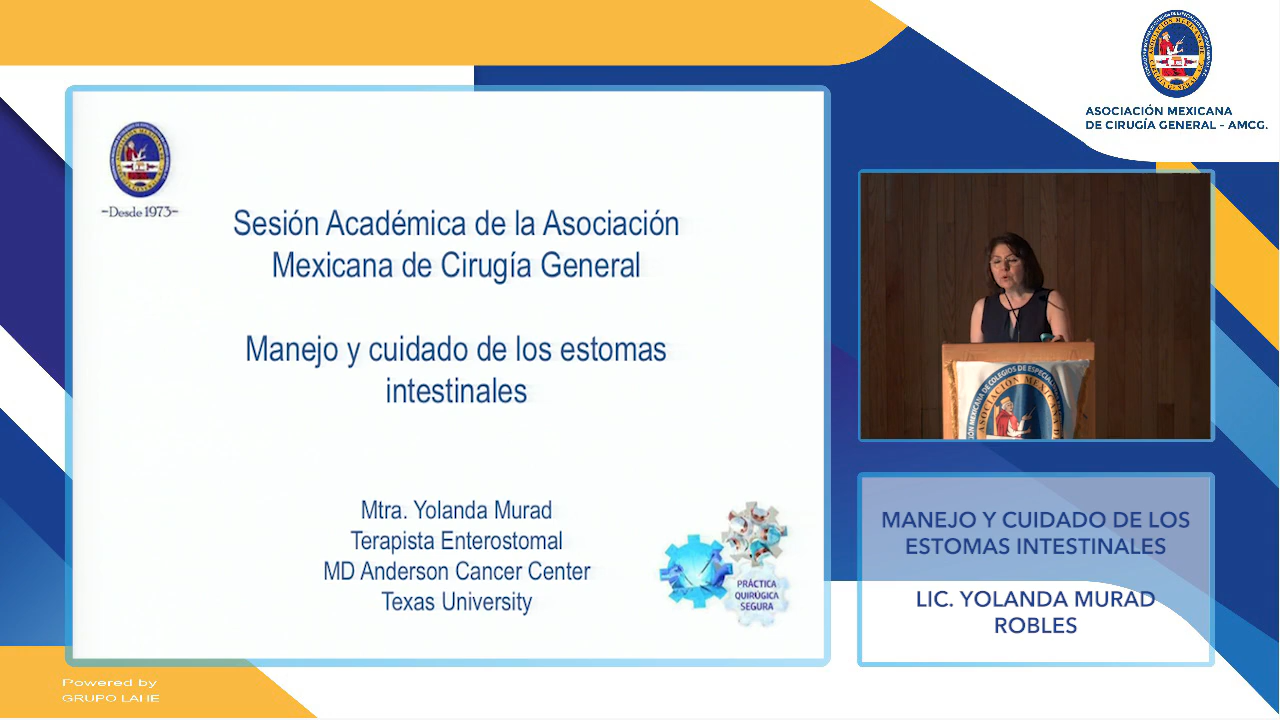 ASOCIACIÓN MEXICANA
DE CIRUGÍA GENERAL - AMCG.
-Desde 1973-
Sesión Académica de la Asociación
Mexicana de Cirugía General
Manejo y cuidado de los estomas
intestinales
Mtra. Yolanda Murad
Terapista Enterostomal
MD Anderson Cancer Center
Texas University
PRÁCTICA
QUIRÚGICA
SEGURA
MANEJO Y CUIDADO DE LOS
ESTOMAS INTESTINALES
LIC. YOLANDA MURAD
ROBLES
Powered by
GRUPO LAHE